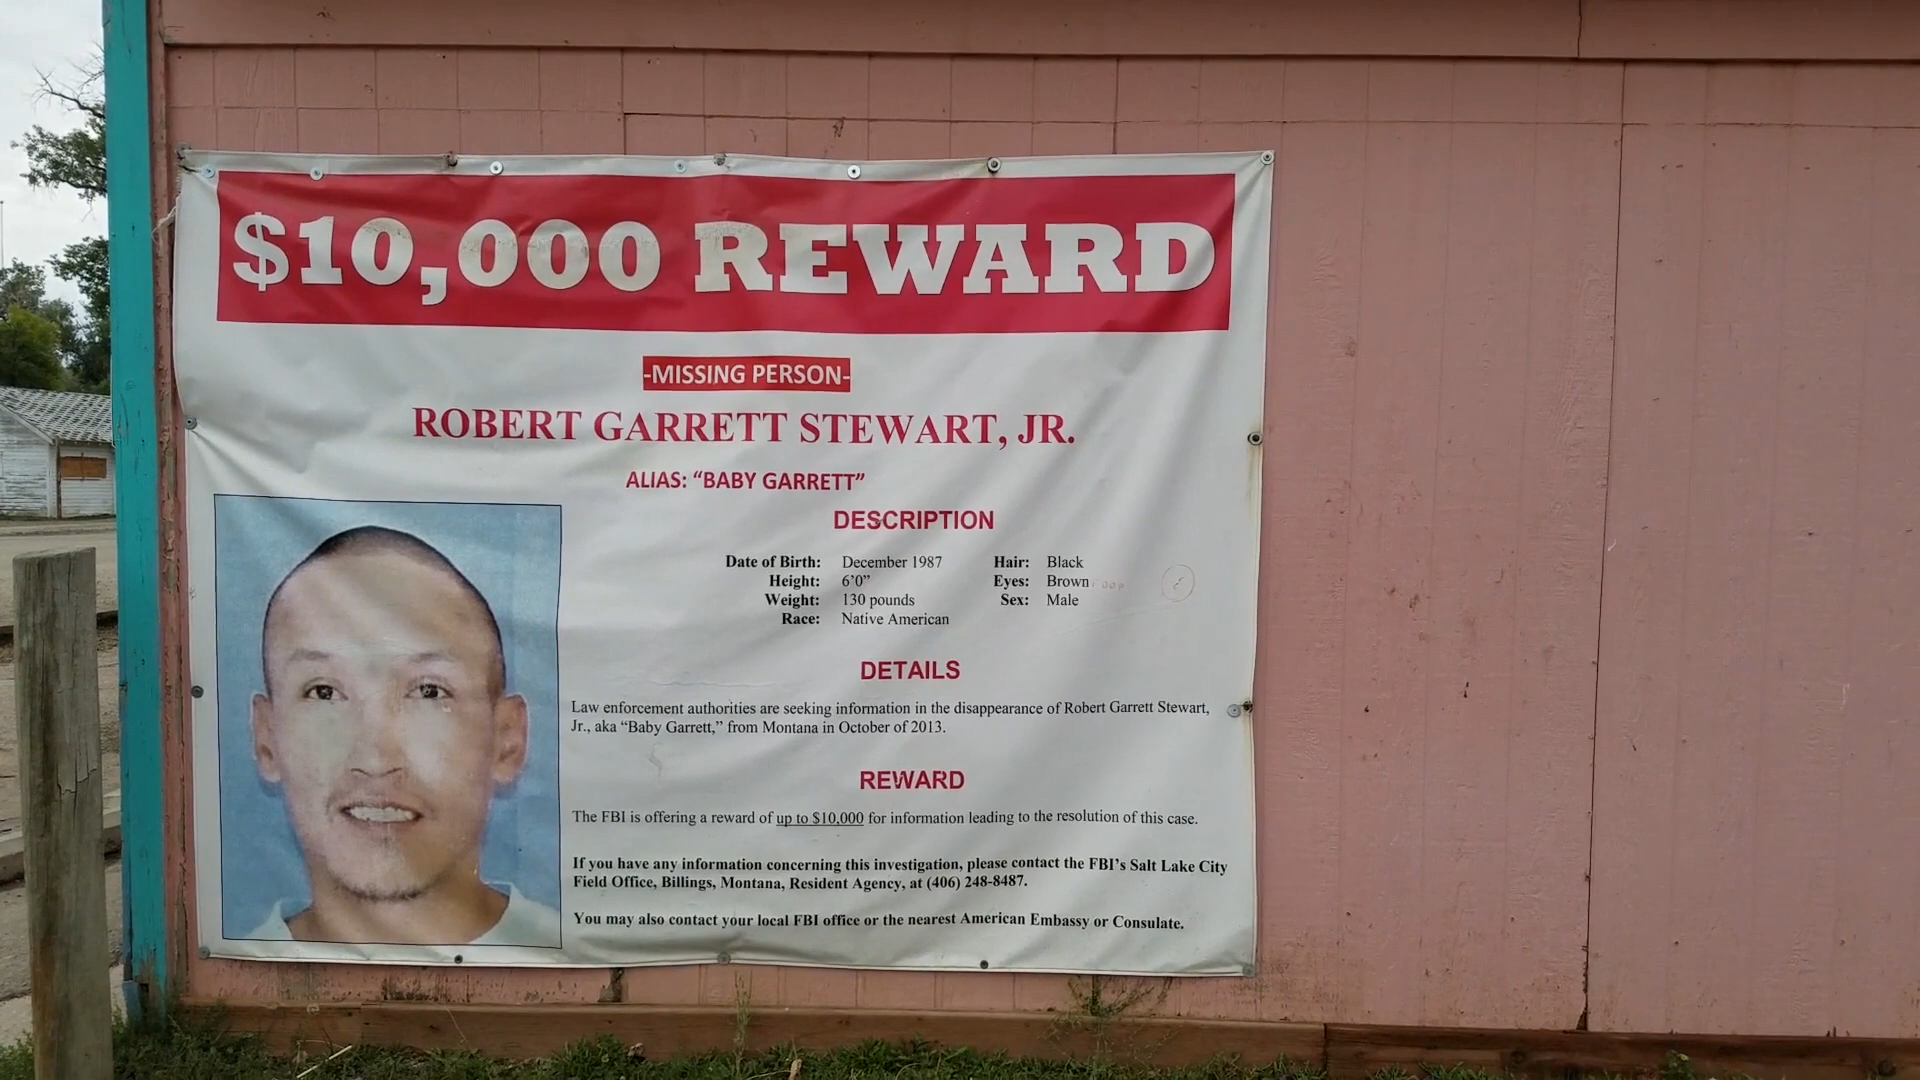 $10,000 REWARD
-MISSING PERSON-
ROBERT GARRETT STEWART, JR.
ALIAS: “BABY GARRETT”
DESCRIPTION
Date of Birth: December 1987 Hair: Black
Height: 6’0” Eyes: Brown
Weight: 130 pounds Sex: Male
Race: Native American
DETAILS
Law enforcement authorities are seeking information in the disappearance of Robert Garrett Stewart,
Jr., aka “Baby Garrett,” from Montana in October of 2013.
REWARD
The FBI is offering a reward of up to $10,000 for information leading to the resolution of this case.
If you have any information concerning this investigation, please contact the FBI’s Salt Lake City
Field Office, Billings, Montana, Resident Agency, at (406) 248-8487.
You may also contact your local FBI office or the nearest American Embassy or Consulate.